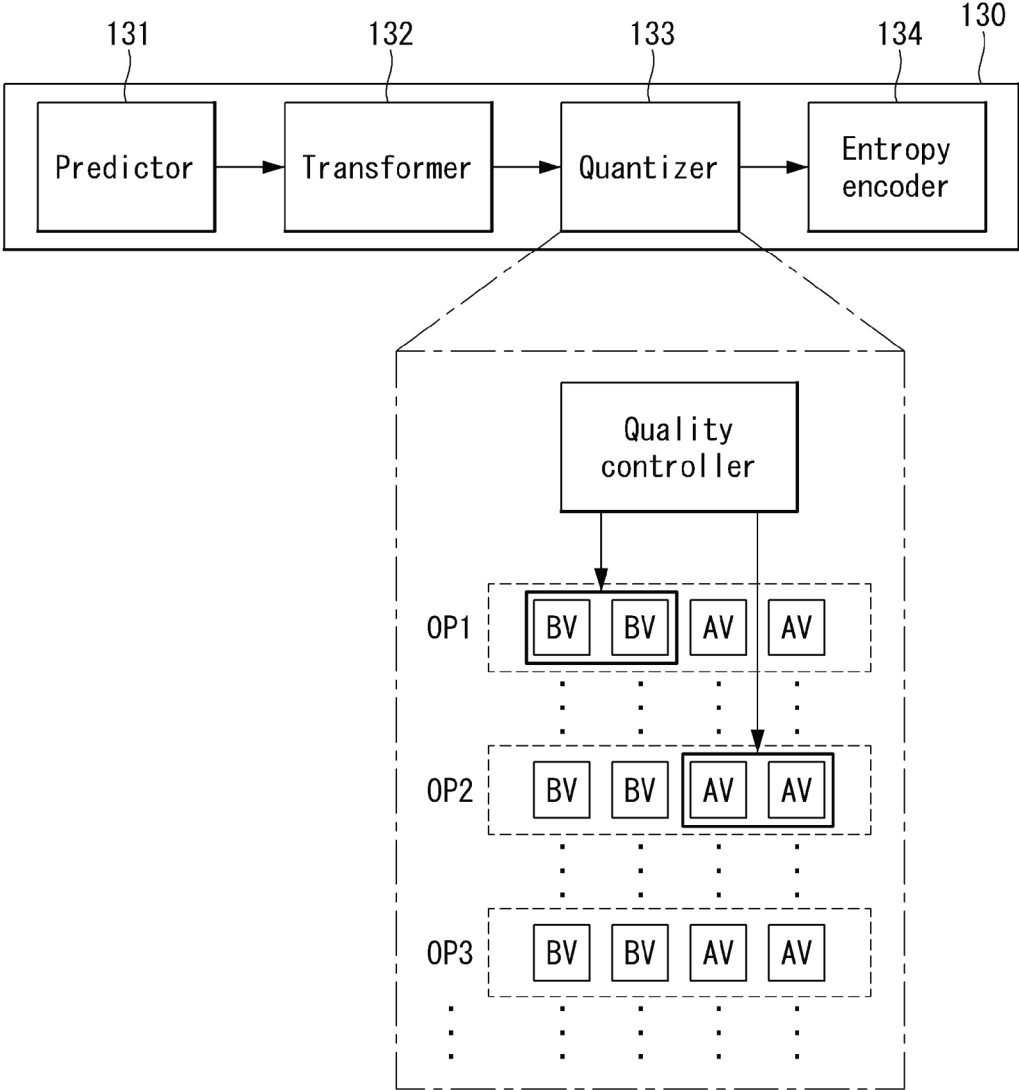 131 132 133 134 130
Predictor Transformer Quantizer Entropy
encoder
Quality
controller
OP1 BV BV AV AV
OP2 BV BV AV AV
OP3 BV BV AV AV